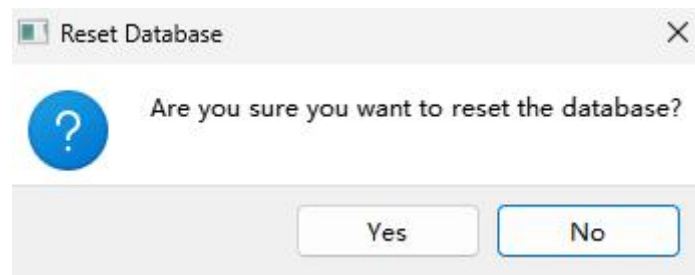 Reset Database
Are you sure you want to reset the database?
Yes
No